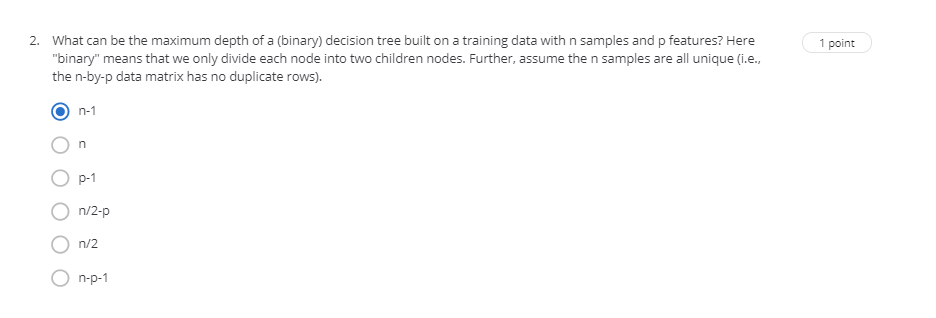 2. What can be the maximum depth of a (binary) decision tree built on a training data with n samples and p features? Here
1 point
"binary" means that we only divide each node into two children nodes. Further, assume the n samples are all unique (i.e.,
the n-by-p data matrix has no duplicate rows).
n-1
n
p-1
n/2-p
n/2
n-p-1